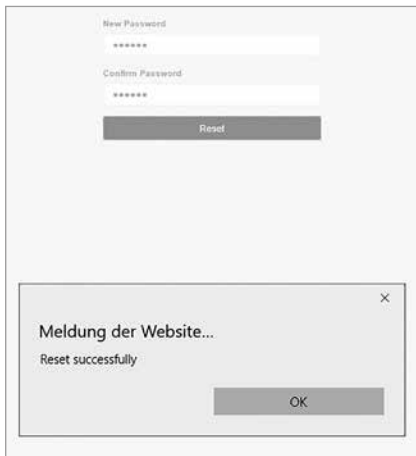 New Password
******
Confirm Password
******
Reset
×
Meldung der Website...
Reset successfully
OK